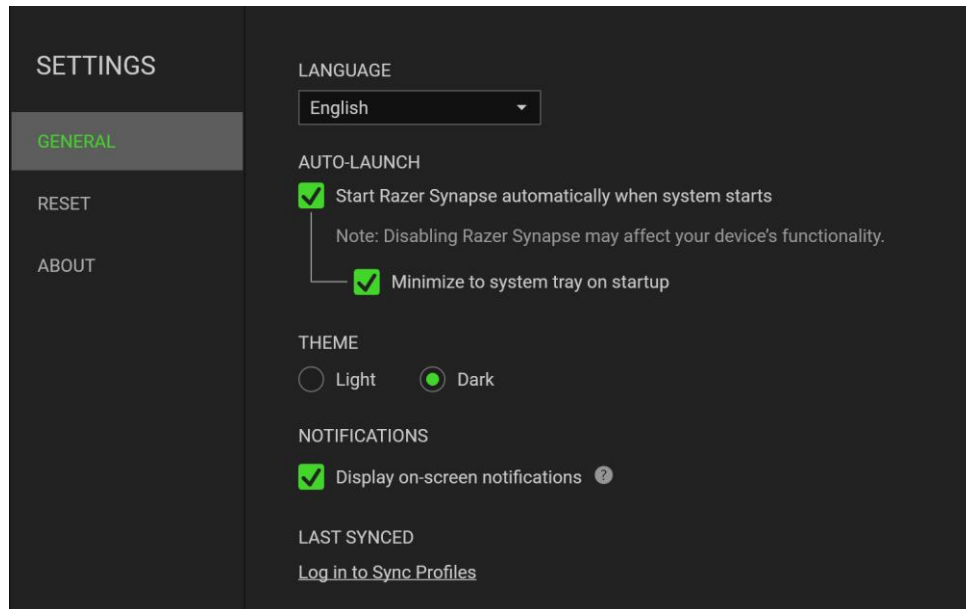 SETTINGS
GENERAL
RESET
ABOUT
LANGUAGE
English
AUTO-LAUNCH
Start Razer Synapse automatically when system starts
Note: Disabling Razer Synapse may affect your device’s functionality.
Minimize to system tray on startup
THEME
Light
Dark
NOTIFICATIONS
Display on-screen notifications ?
LAST SYNCED
Log in to Sync Profiles